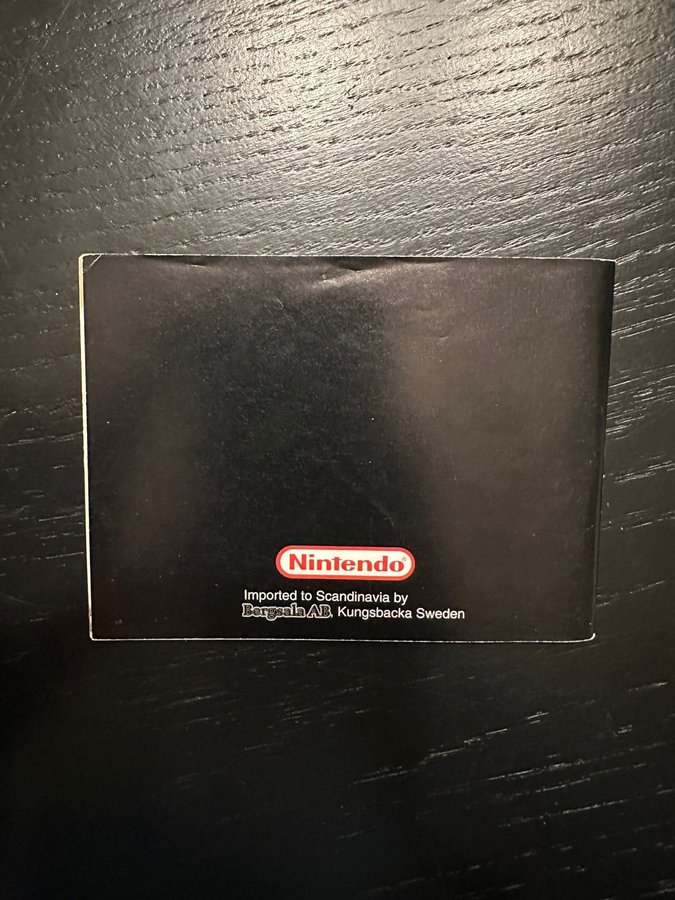 Nintendo®
Imported to Scandinavia by
Bergsala AB, Kungsbacka Sweden